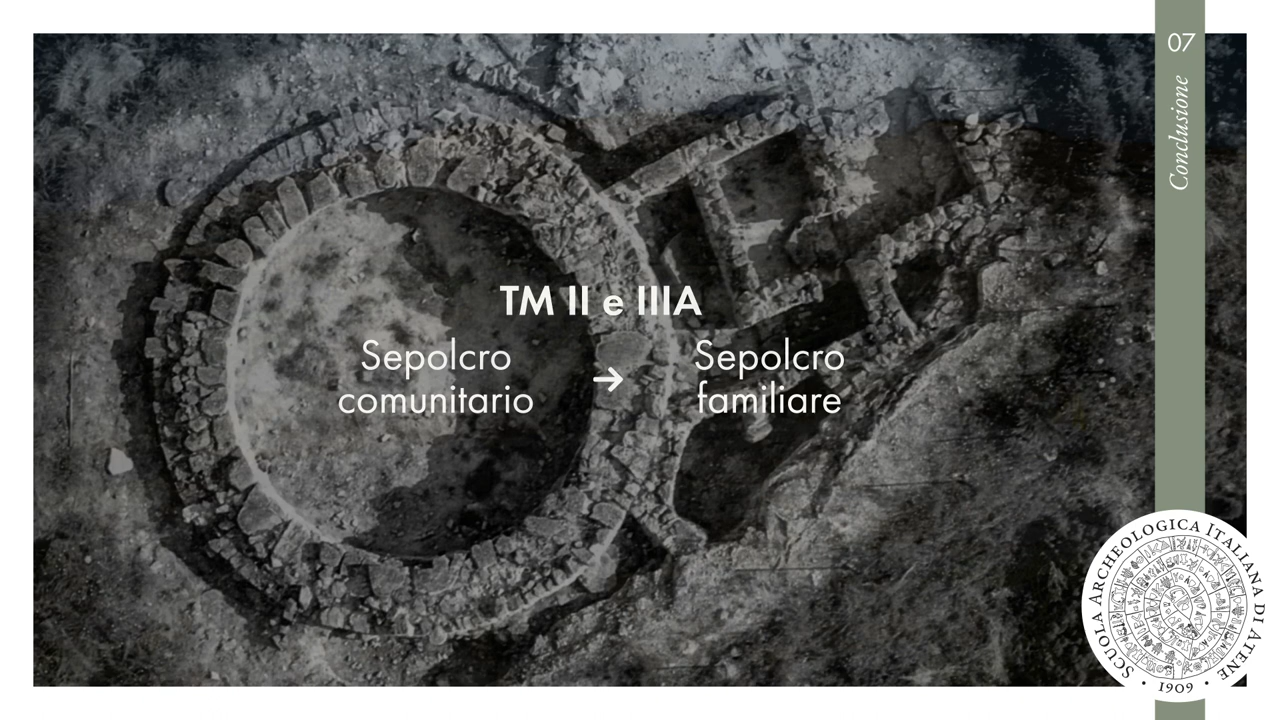 07
Conclusione
TM II e IIIA
Sepolcro
comunitario
→
Sepolcro
familiare
SCUOLA ARCHEOLOGICA ITALIANA DI ATENE
• 1909 •